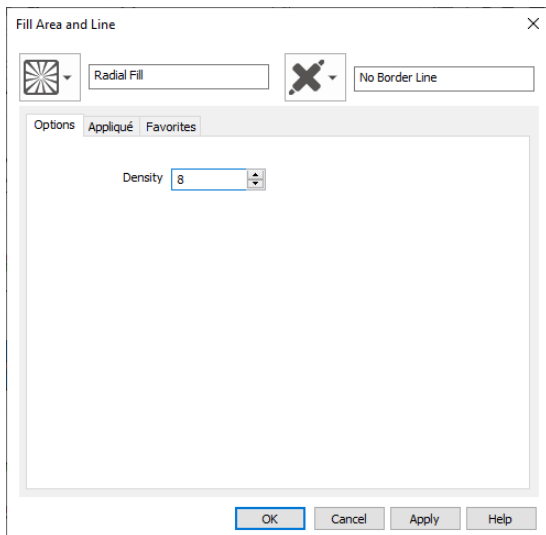 Fill Area and Line
Radial Fill
No Border Line
Options Appliqué Favorites
Density 8
OK Cancel Apply Help